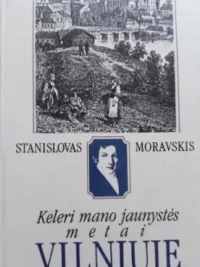 STANISLOVAS MORAVSKIS
Keleri mano jaunystės
metai
VILNIUJE